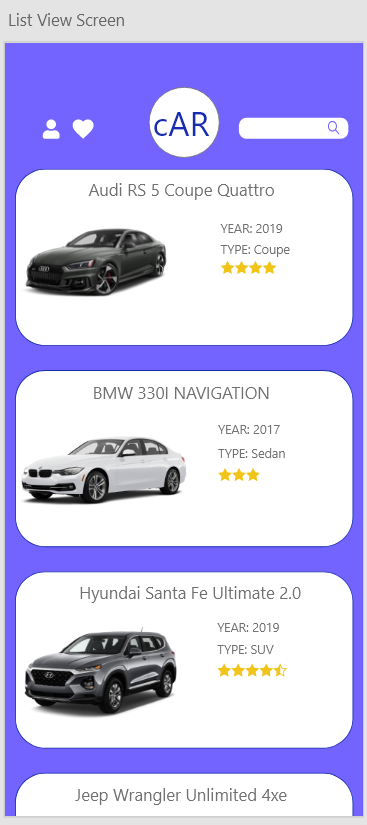 List View Screen
cAR
Audi RS 5 Coupe Quattro
YEAR: 2019
TYPE: Coupe
BMW 330I NAVIGATION
YEAR: 2017
TYPE: Sedan
Hyundai Santa Fe Ultimate 2.0
YEAR: 2019
TYPE: SUV
Jeep Wrangler Unlimited 4xe